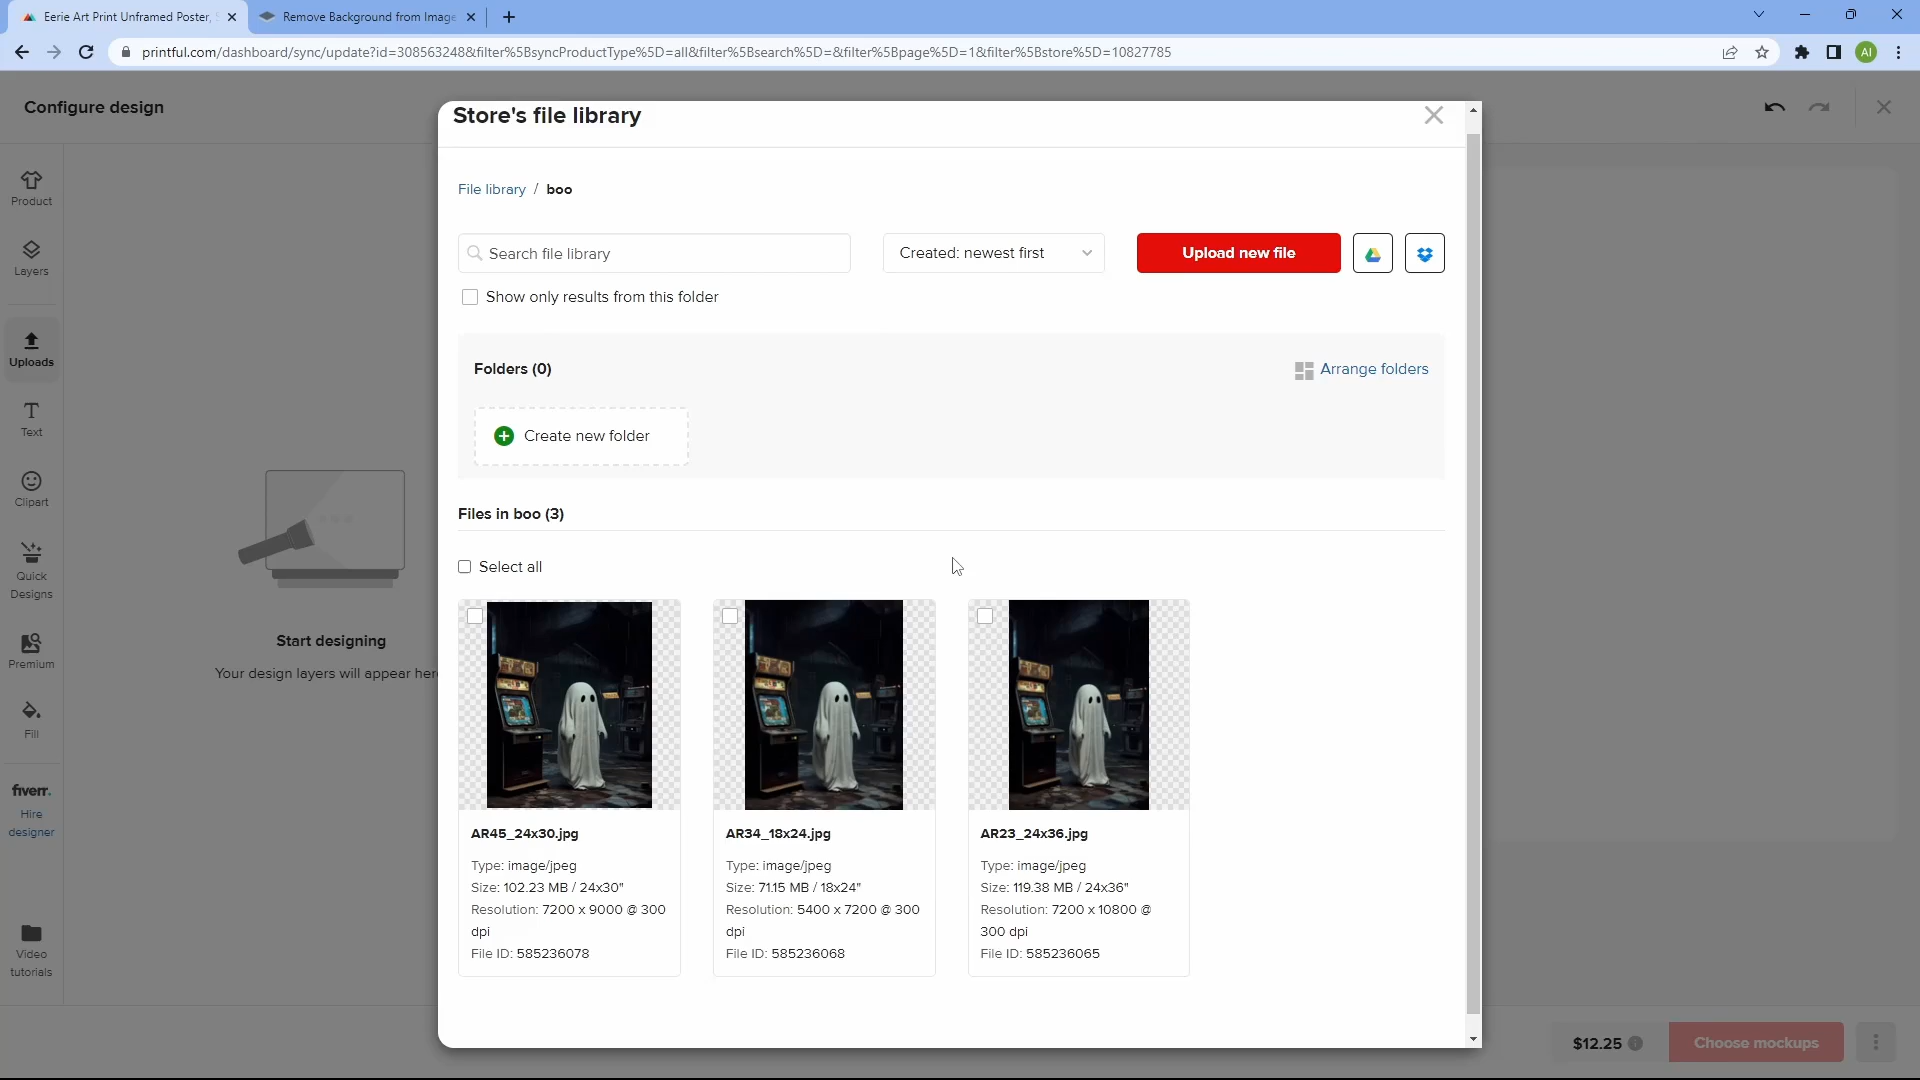 Eerie Art Print Unframed Poster,
Remove Background from Image
printful.com/dashboard/sync/update?id=308563248&filter%5BsyncProductType%5D=all&filter%5Bsearch%5D=&filter%5Bpage%5D=1&filter%5Bstore%5D=10827785
AI
Configure design
Product
Layers
Uploads
Text
Clipart
Quick
Designs
Premium
Fill
fiverr.
Hire
designer
Video
tutorials
Start designing
Your design layers will appear here
Store's file library
File library / boo
Search file library
Created: newest first
Upload new file
Show only results from this folder
Folders (0)
Arrange folders
Create new folder
Files in boo (3)
Select all
AR45_24x30.jpg
Type: image/jpeg
Size: 102.23 MB / 24x30"
Resolution: 7200 x 9000 @ 300
dpi
File ID: 585236078
AR34_18x24.jpg
Type: image/jpeg
Size: 71.15 MB / 18x24"
Resolution: 5400 x 7200 @ 300
dpi
File ID: 585236068
AR23_24x36.jpg
Type: image/jpeg
Size: 119.38 MB / 24x36"
Resolution: 7200 x 10800 @
300 dpi
File ID: 585236065
$12.25
Choose mockups